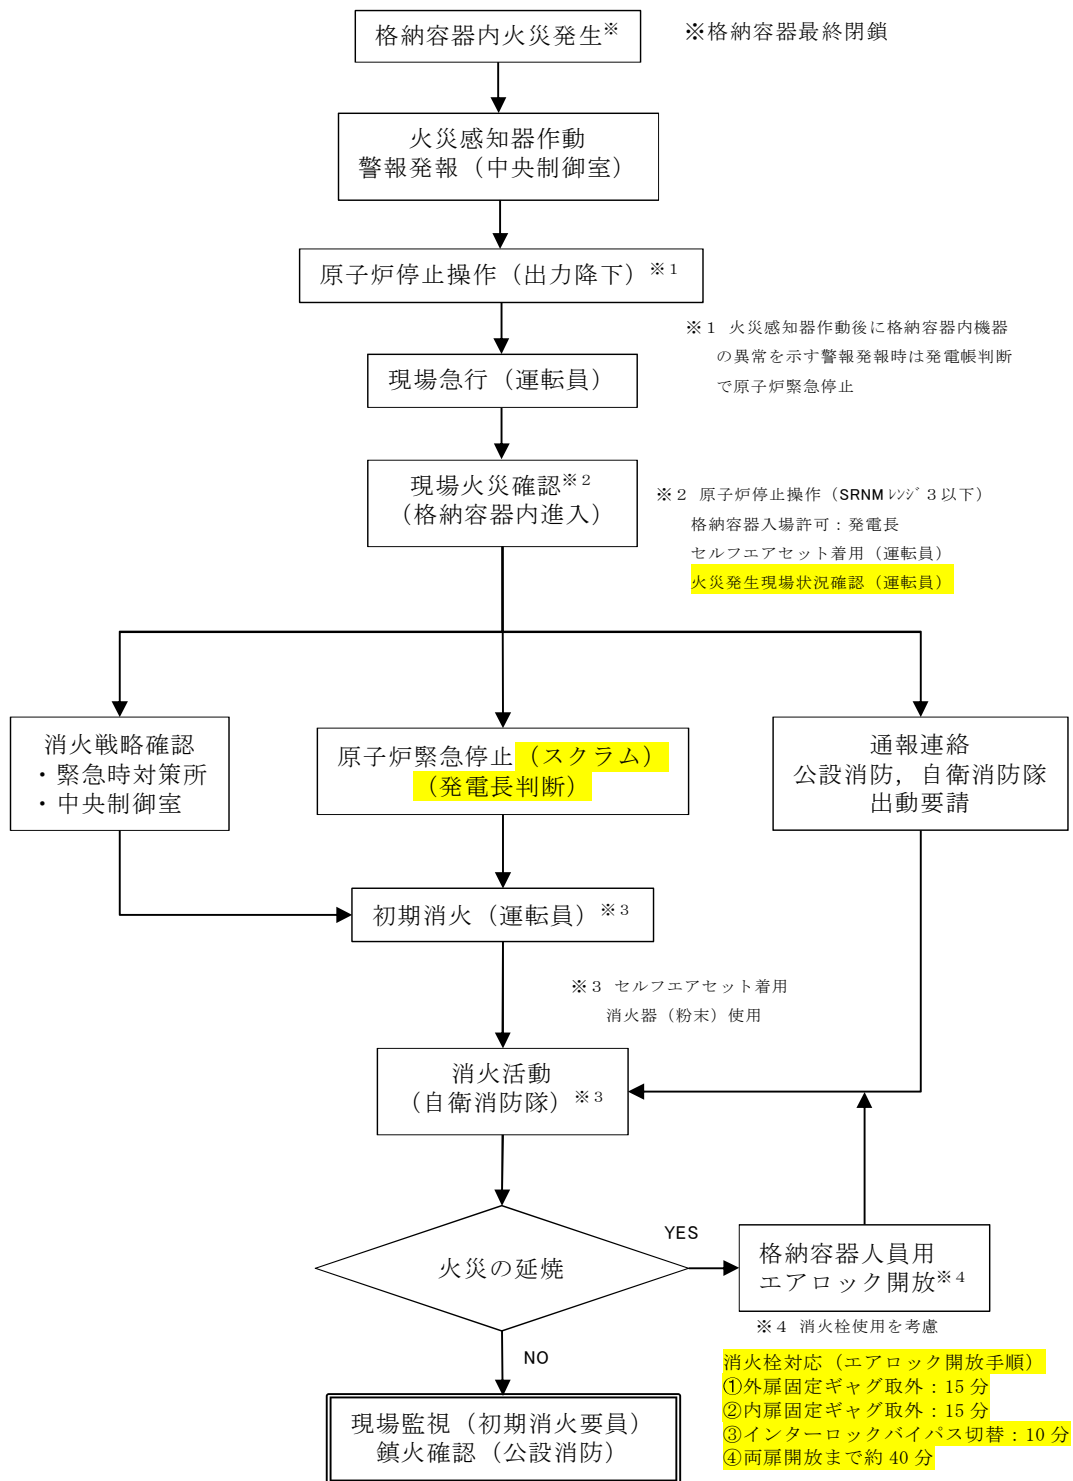 格納容器内火災発生※
※格納容器最終閉鎖
火災感知器作動
警報発報（中央制御室）
原子炉停止操作（出力降下）※1
※1 火災感知器作動後に格納容器内機器
の異常を示す警報発報時は発電帳判断
で原子炉緊急停止
現場急行（運転員）
現場火災確認※2
（格納容器内進入）
※2 原子炉停止操作（SRNMﾚﾝｼﾞ3以下）
格納容器入場許可：発電長
セルフエアセット着用（運転員）
火災発生現場状況確認（運転員）
消火戦略確認
・緊急時対策所
・中央制御室
原子炉緊急停止（スクラム）
（発電長判断）
通報連絡
公設消防，自衛消防隊
出動要請
初期消火（運転員）※3
※3 セルフエアセット着用
消火器（粉末）使用
消火活動
（自衛消防隊）※3
火災の延焼
YES
格納容器人員用
エアロック開放※4
※4 消火栓使用を考慮
NO
消火栓対応（エアロック開放手順）
①外扉固定ギャグ取外：15分
②内扉固定ギャグ取外：15分
③インターロックバイパス切替：10分
④両扉開放まで約40分
現場監視（初期消火要員）
鎮火確認（公設消防）